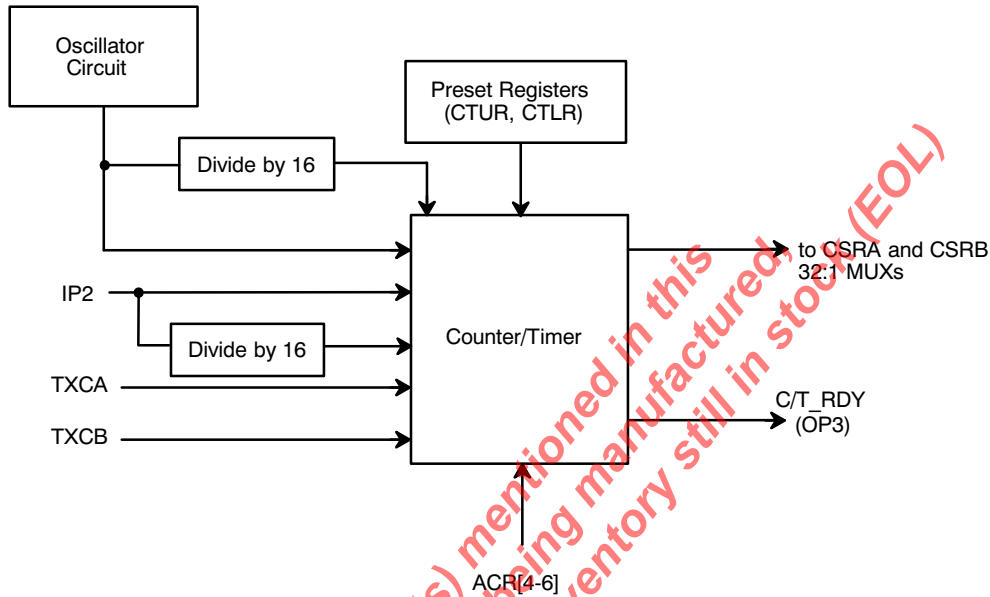 Oscillator
Circuit
Preset Registers
(CTUR, CTLR)
Divide by 16
to CSRA and CSRB
32:1 MUXs
IP2
Counter/Timer
Divide by 16
TXCA
C/T_RDY
(OP3)
TXCB
ACR[4-6]
mentioned in this
being manufactured,
still in stock (EOL)